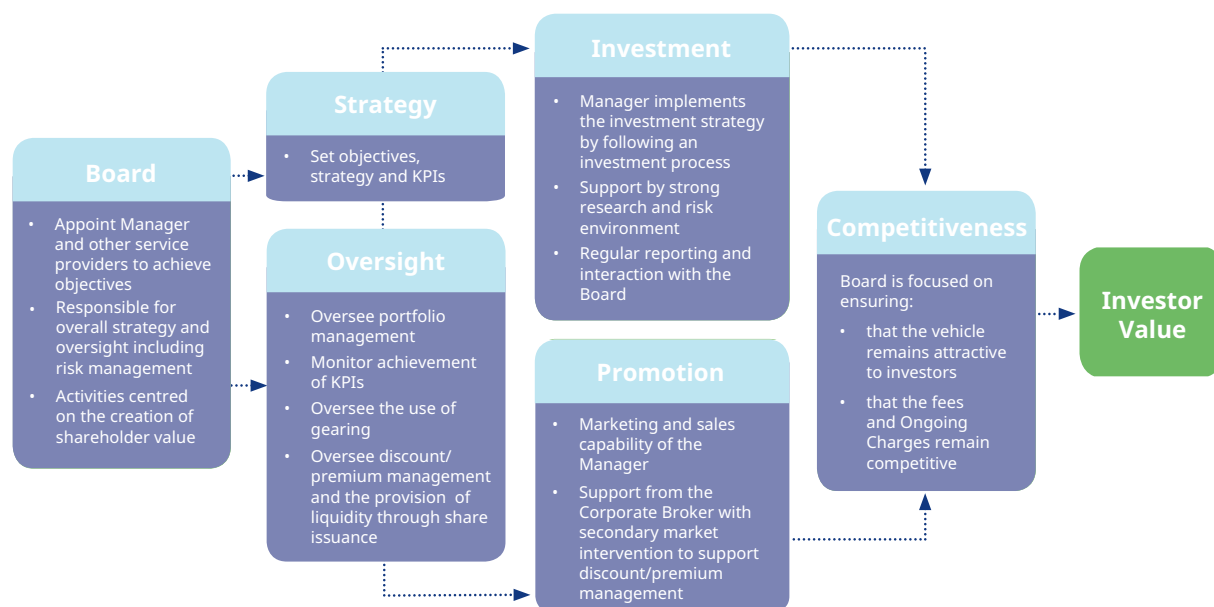 Board
• Appoint Manager
and other service
providers to achieve
objectives
• Responsible for
overall strategy and
oversight including
risk management
• Activities centred
on the creation of
shareholder value
Strategy
• Set objectives,
strategy and KPIs
Oversight
• Oversee portfolio
management
• Monitor achievement
of KPIs
• Oversee the use of
gearing
• Oversee discount/
premium management
and the provision of
liquidity through share
issuance
Investment
• Manager implements
the investment strategy
by following an
investment process
• Support by strong
research and risk
environment
• Regular reporting and
interaction with the
Board
Promotion
• Marketing and sales
capability of the
Manager
• Support from the
Corporate Broker with
secondary market
intervention to support
discount/premium
management
Competitiveness
Board is focused on
ensuring:
• that the vehicle
remains attractive
to investors
• that the fees
and Ongoing
Charges remain
competitive
Investor
Value